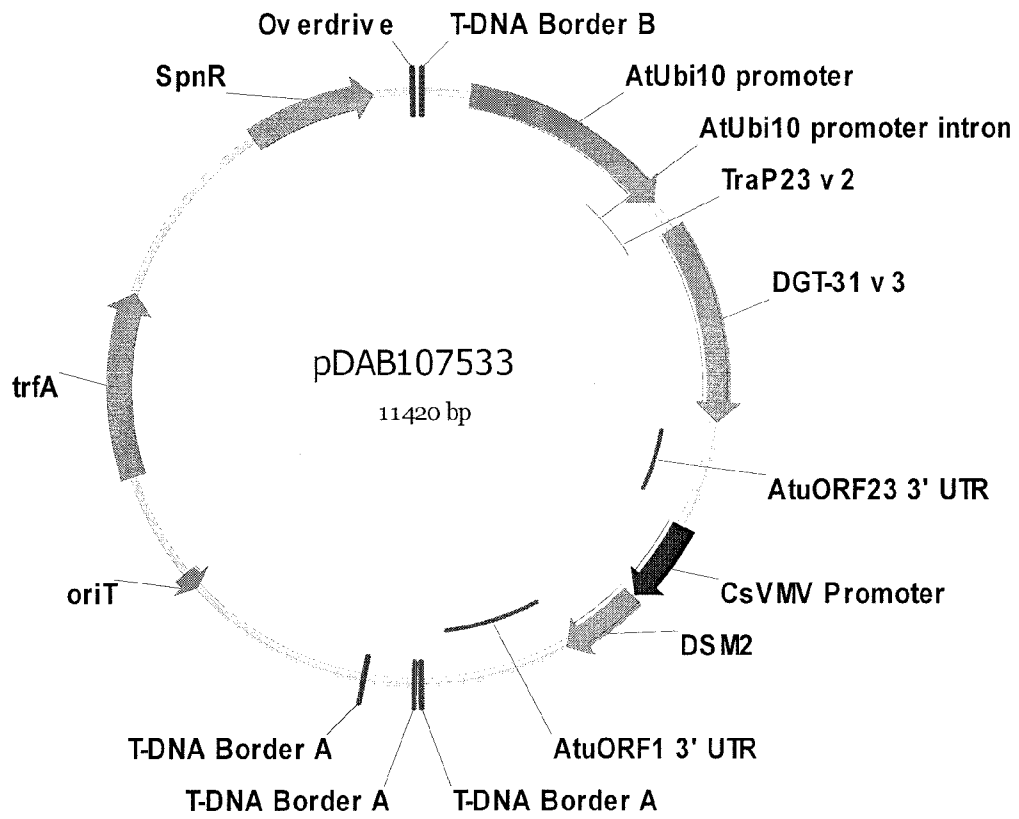 Overdrive
T-DNA Border B
SpnR
AtUbi10 promoter
AtUbi10 promoter intron
TraP23 v2
DGT-31 v3
pDAB107533
11420 bp
trfA
AtuORF23 3' UTR
oriT
CsVMV Promoter
DSM2
T-DNA Border A
AtuORF1 3' UTR
T-DNA Border A
T-DNA Border A